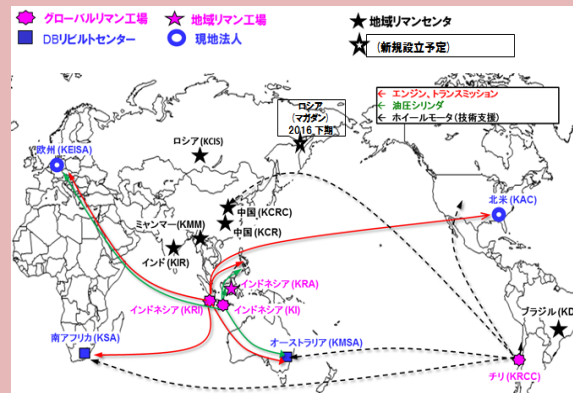 グローバルリマン工場
地域リマン工場
地域リマンセンタ
DBリビルトセンター
現地法人
(新規設立予定)
エンジン、トランスミッション
油圧シリンダ
ホイールモータ(技術支援)
ロシア
(マガダン)
2016.下期
ロシア(KCIS)
欧州(KEISA)
北米(KAC)
中国(KCRC)
ミャンマー(KMM)
中国(KCR)
インド(KIR)
インドネシア(KRA)
インドネシア(KRI)
インドネシア(KI)
ブラジル(KD
南アフリカ(KSA)
オーストラリア(KMSA)
チリ(KRCC)